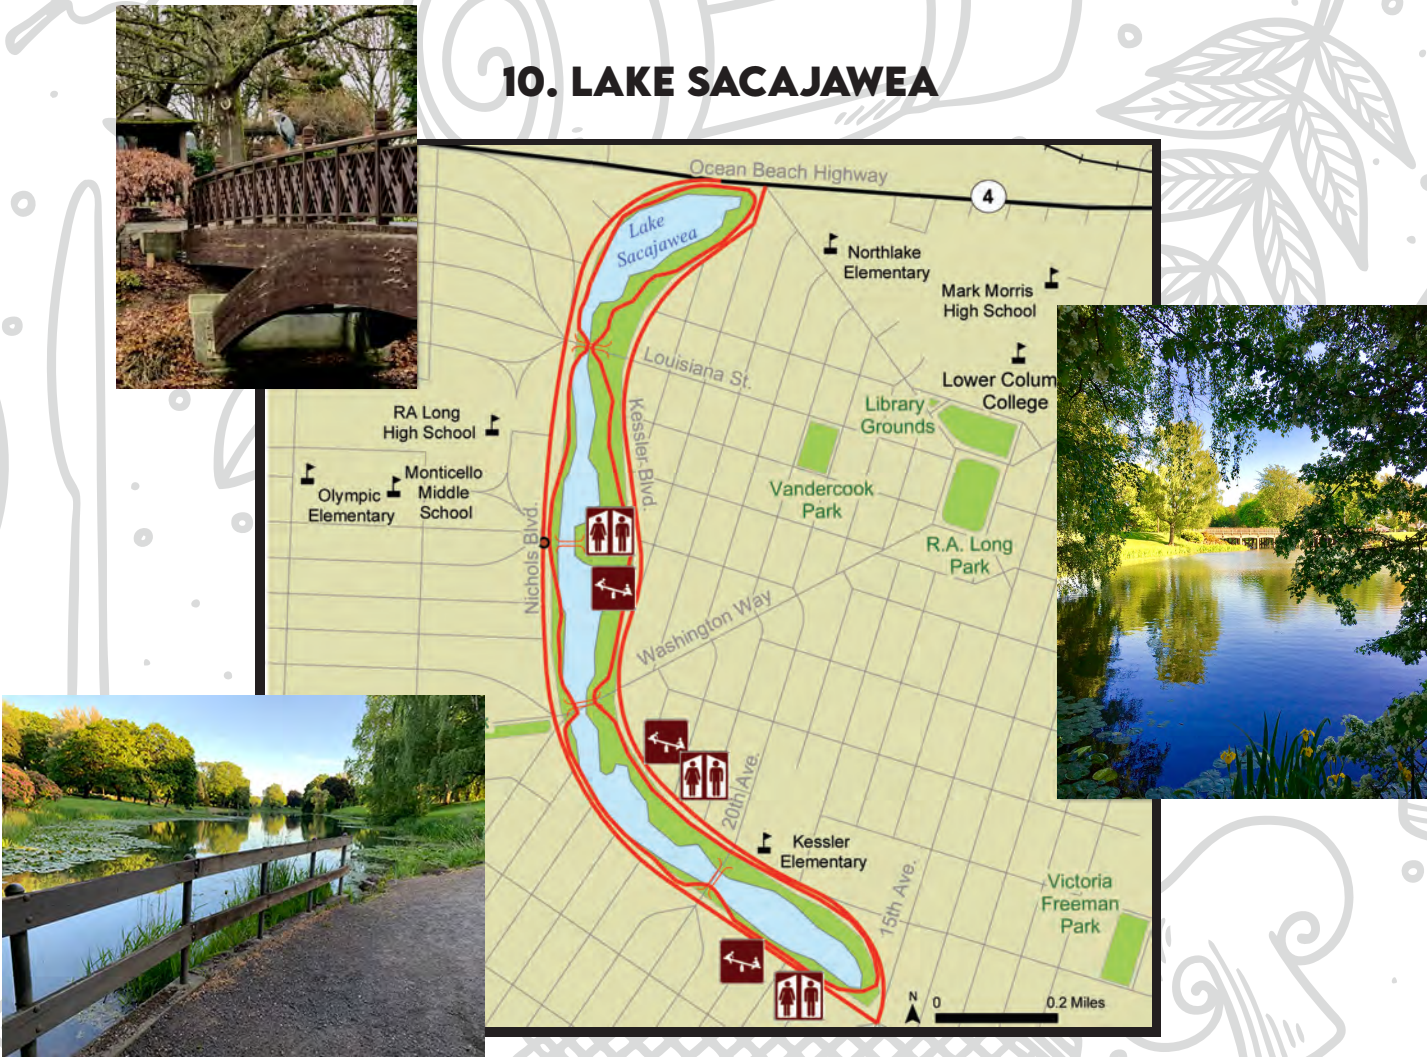 10. LAKE SACAJAWEA
Ocean Beach Highway
4
Lake
Sacajawea
Northlake
Elementary
Mark Morris
High School
Louisiana St.
Lower Colum
College
Library
Grounds
RA Long
High School
Kessler Blvd.
Monticello
Middle
School
Olympic
Elementary
Vandercook
Park
R.A. Long
Park
Nichols Blvd.
Washington Way
20th Ave.
Kessler
Elementary
15th Ave.
Victoria
Freeman
Park
N
0
0.2 Miles